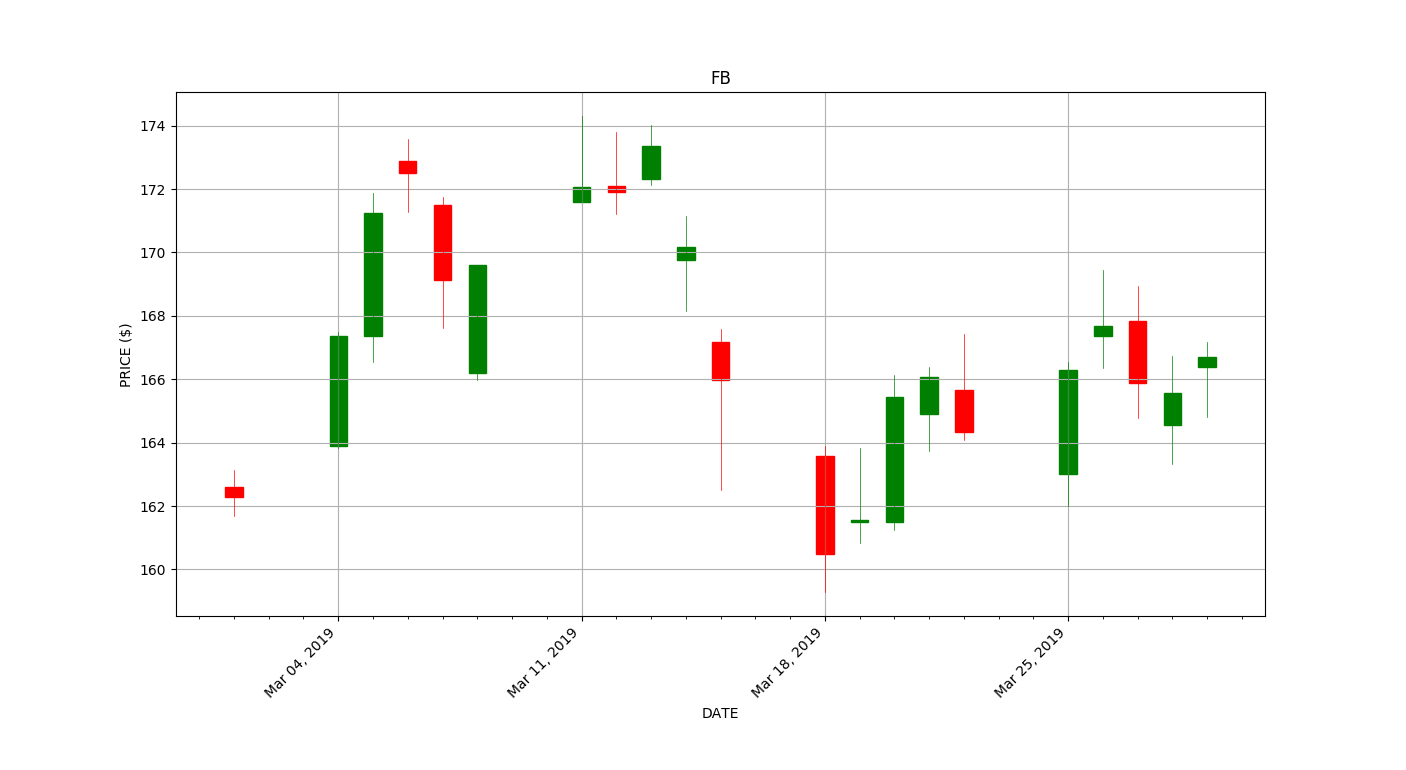 FB
PRICE ($)
174
172
170
168
166
164
162
160
Mar 04, 2019
Mar 11, 2019
Mar 18, 2019
Mar 25, 2019
DATE